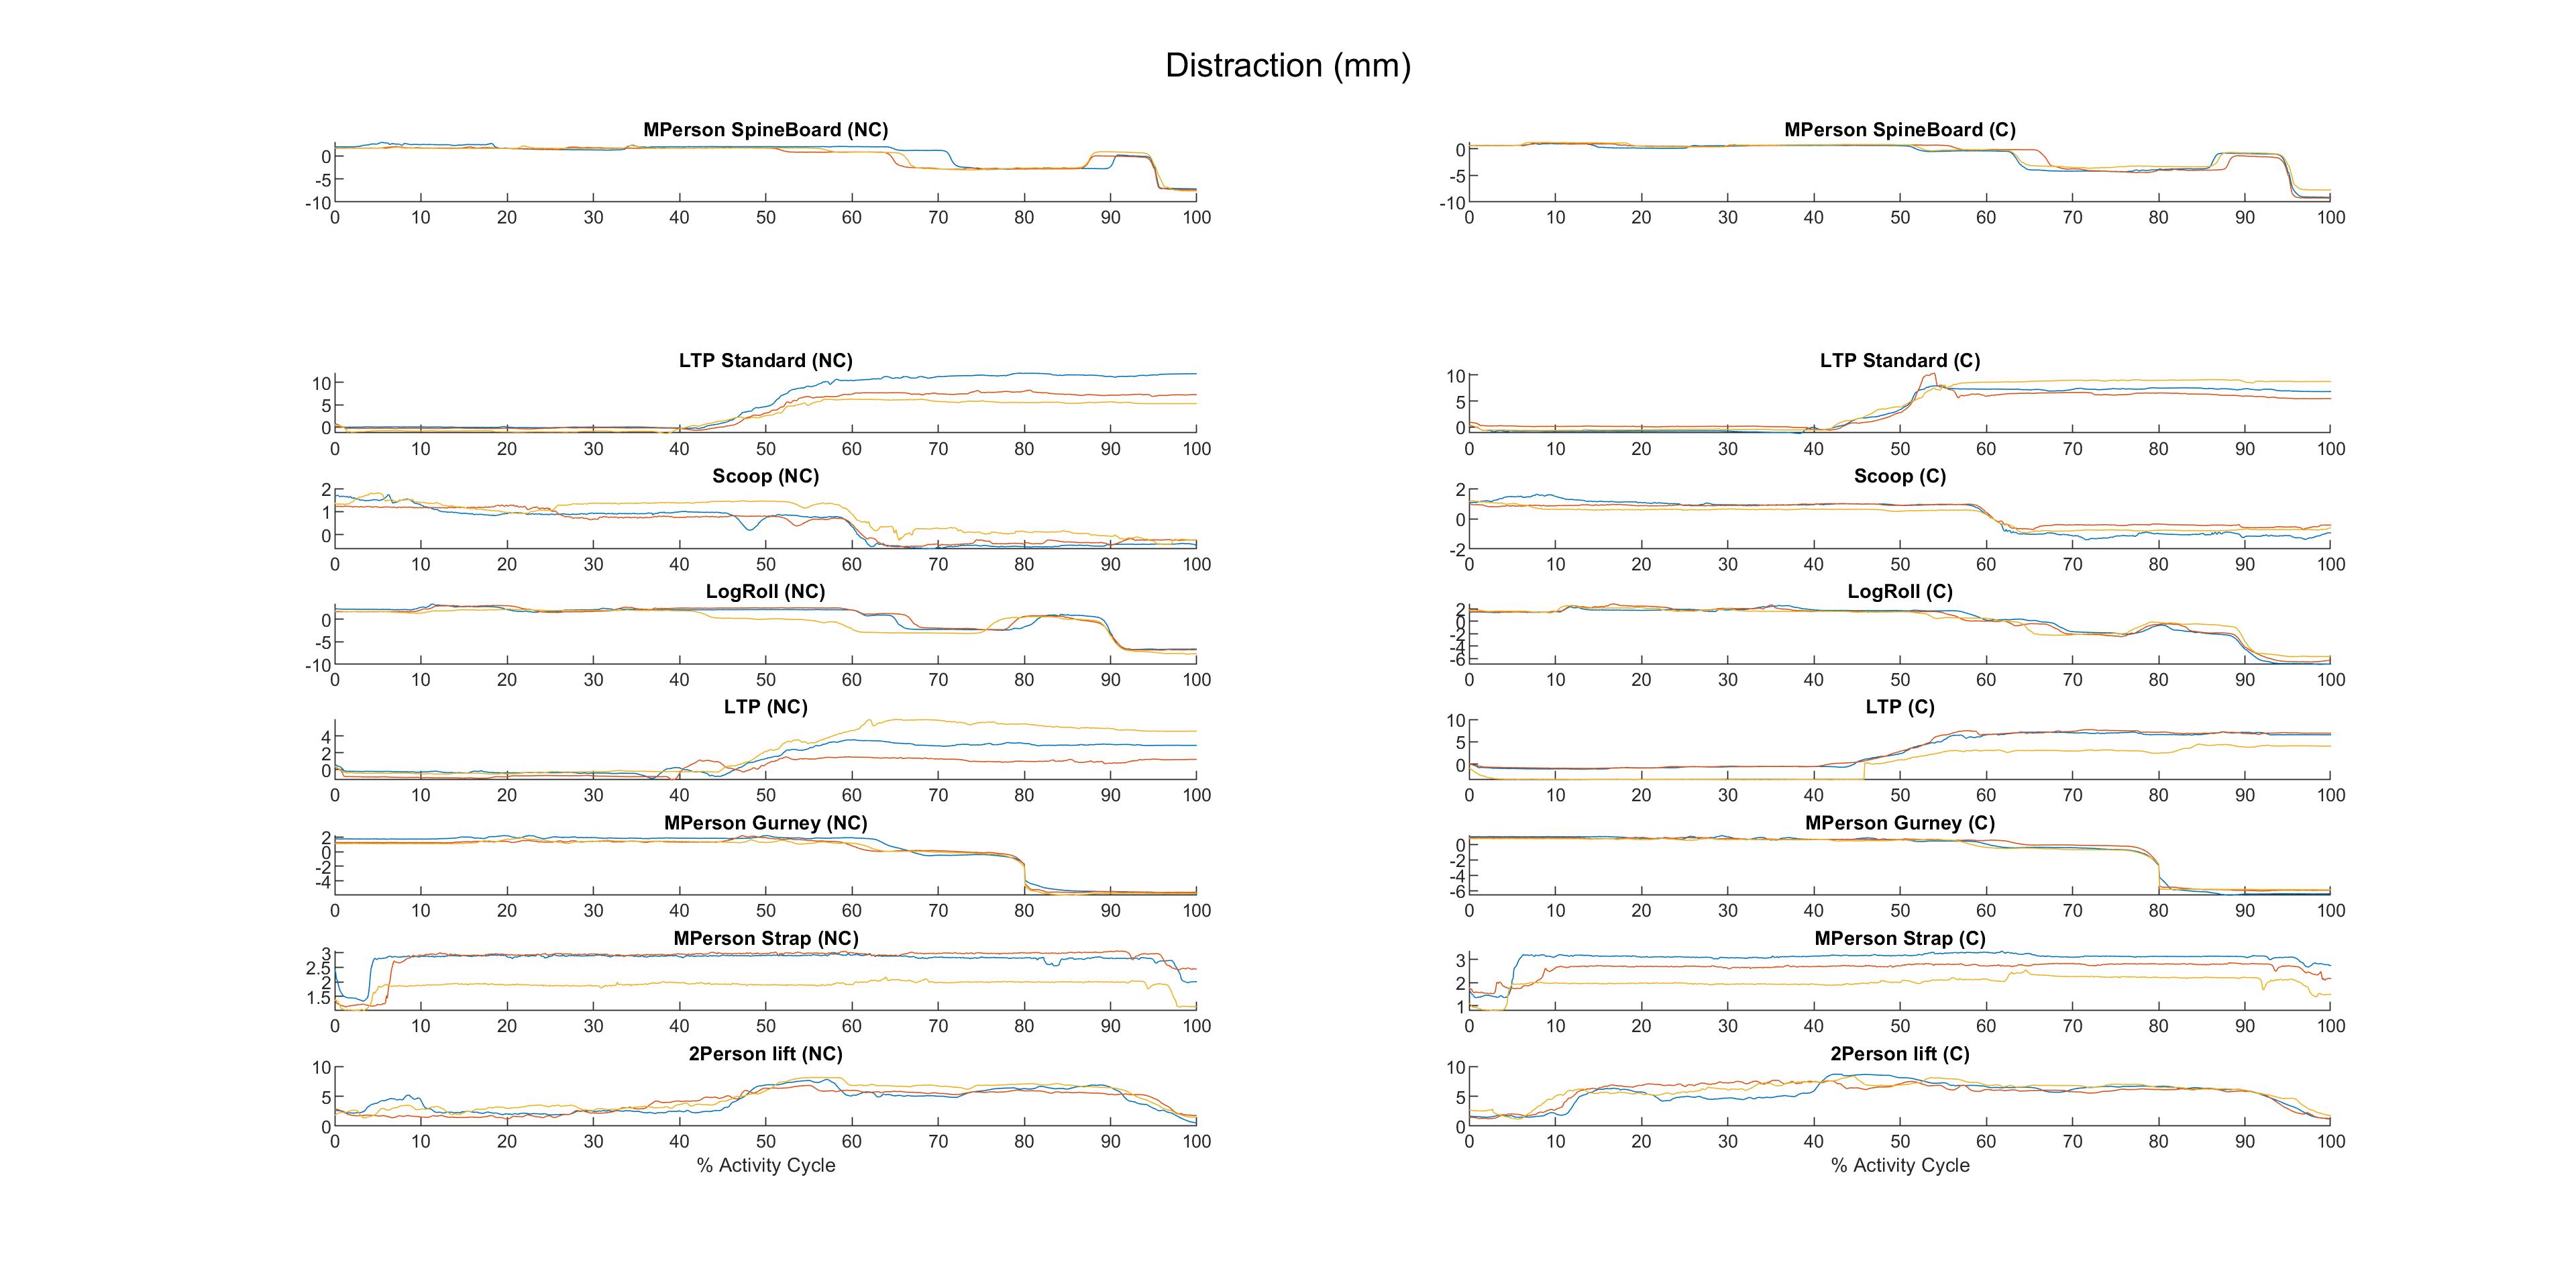 Distraction (mm)
MPerson SpineBoard (NC)
0
-5
-10
0 10 20 30 40 50 60 70 80 90 100
MPerson SpineBoard (C)
0
-5
-10
0 10 20 30 40 50 60 70 80 90 100
LTP Standard (NC)
10
5
0
0 10 20 30 40 50 60 70 80 90 100
LTP Standard (C)
10
5
0
0 10 20 30 40 50 60 70 80 90 100
Scoop (NC)
2
1
0
0 10 20 30 40 50 60 70 80 90 100
Scoop (C)
2
0
-2
0 10 20 30 40 50 60 70 80 90 100
LogRoll (NC)
0
-5
-10
0 10 20 30 40 50 60 70 80 90 100
LogRoll (C)
2
0
-2
-4
-6
0 10 20 30 40 50 60 70 80 90 100
LTP (NC)
4
2
0
0 10 20 30 40 50 60 70 80 90 100
LTP (C)
10
5
0
0 10 20 30 40 50 60 70 80 90 100
MPerson Gurney (NC)
2
0
-2
-4
0 10 20 30 40 50 60 70 80 90 100
MPerson Gurney (C)
0
-2
-4
-6
0 10 20 30 40 50 60 70 80 90 100
MPerson Strap (NC)
3
2.5
2
1.5
0 10 20 30 40 50 60 70 80 90 100
MPerson Strap (C)
3
2
1
0 10 20 30 40 50 60 70 80 90 100
2Person lift (NC)
10
5
0
0 10 20 30 40 50 60 70 80 90 100
% Activity Cycle
2Person lift (C)
10
5
0
0 10 20 30 40 50 60 70 80 90 100
% Activity Cycle